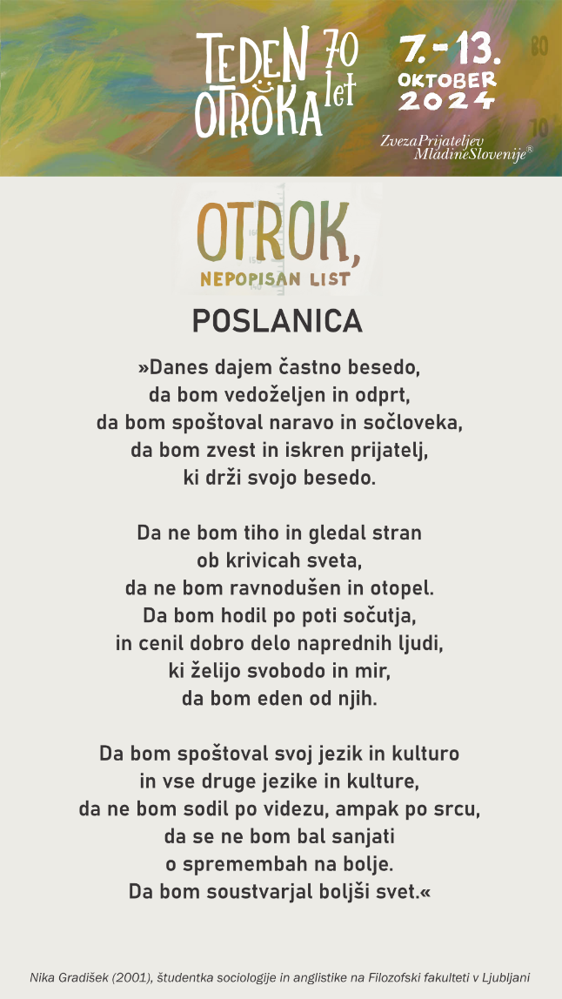 TEDEN
OTROKA
70
let
7.-13.
OKTOBER
2024
80
70
ZvezaPrijateljev
MladineSlovenije®
OTROK,
NEPOPISAN LIST
POSLANICA
»Danes dajem častno besedo,
da bom vedoželjen in odprt,
da bom spoštoval naravo in sočloveka,
da bom zvest in iskren prijatelj,
ki drži svojo besedo.
Da ne bom tiho in gledal stran
ob krivicah sveta,
da ne bom ravnodušen in otopel.
Da bom hodil po poti sočutja,
in cenil dobro delo naprednih ljudi,
ki želijo svobodo in mir,
da bom eden od njih.
Da bom spoštoval svoj jezik in kulturo
in vse druge jezike in kulture,
da ne bom sodil po videzu, ampak po srcu,
da se ne bom bal sanjati
o spremembah na bolje.
Da bom soustvarjal boljši svet.«
Nika Gradišek (2001), študentka sociologije in anglistike na Filozofski fakulteti v Ljubljani